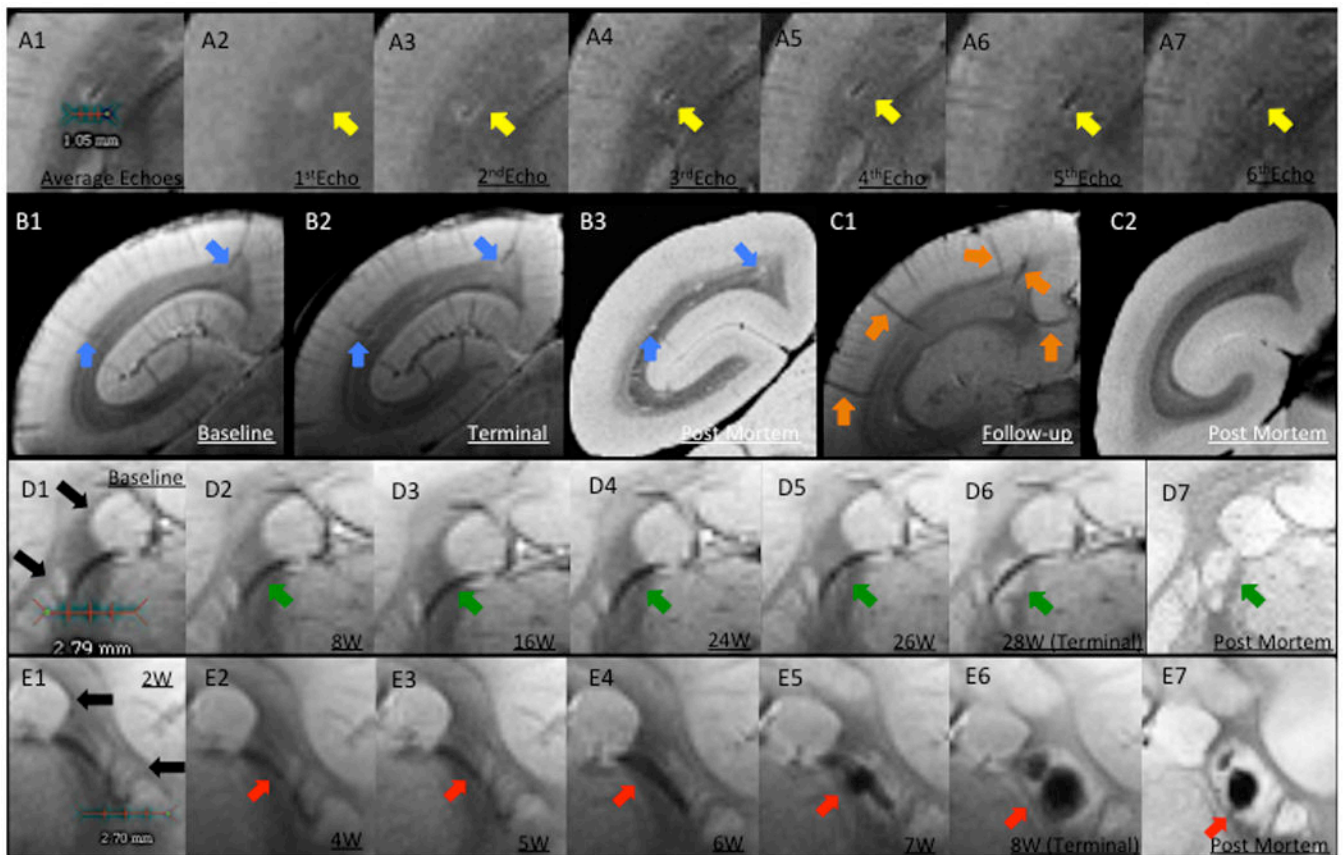 A1 A2 A3 A4 A5 A6 A7
1.05 mm
Average Echoes 1stEcho 2ndEcho 3rdEcho 4thEcho 5thEcho 6thEcho
B1 B2 B3 C1 C2
Baseline Terminal Post Mortem Follow-up Post Mortem
Baseline
D1 D2 D3 D4 D5 D6 D7
2.79 mm 8W 16W 24W 26W 28W (Terminal) Post Mortem
E1 2W E2 E3 E4 E5 E6 E7
2.70 mm 4W 5W 6W 7W 8W (Terminal) Post Mortem